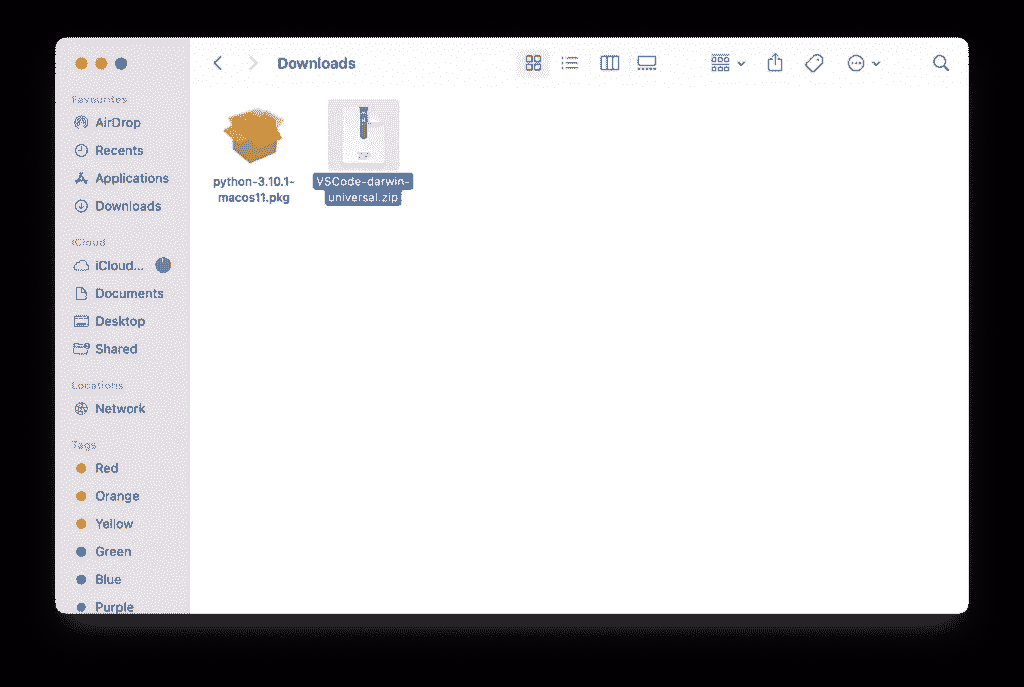 Downloads
Favourites
AirDrop
Recents
Applications
Downloads
iCloud
iCloud...
Documents
Desktop
Shared
Locations
Network
Tags
Red
Orange
Yellow
Green
Blue
Purple
python-3.10.1-
macos11.pkg
ZIP
VSCode-darwin-
universal.zip